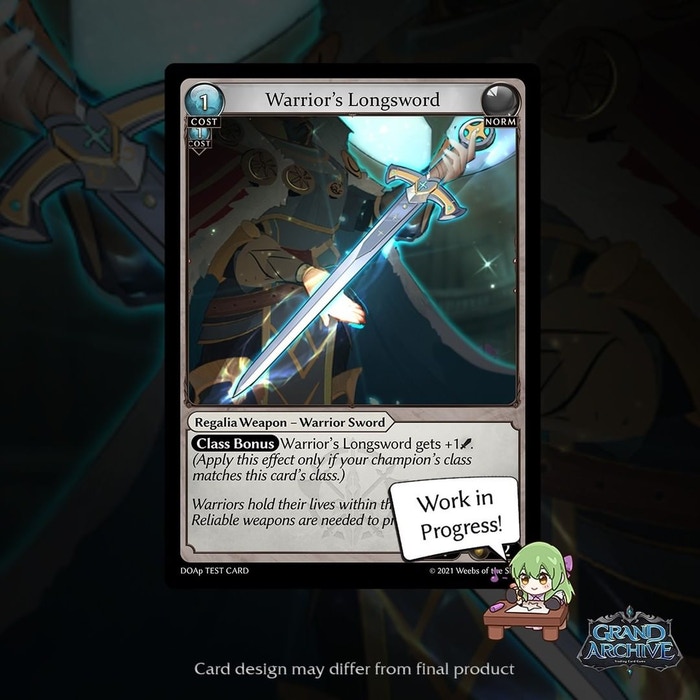 1
Warrior's Longsword
COST
NORM
1
COST
Regalia Weapon – Warrior Sword
Class Bonus Warrior's Longsword gets +1
(Apply this effect only if your champion's class
matches this card's class.)
Warriors hold their lives within
Reliable weapons are needed to
Work in
Progress!
DOAp TEST CARD
© 2021 Weebs of the
GRAND
ARCHIVE
Trading Card Game
Card design may differ from final product